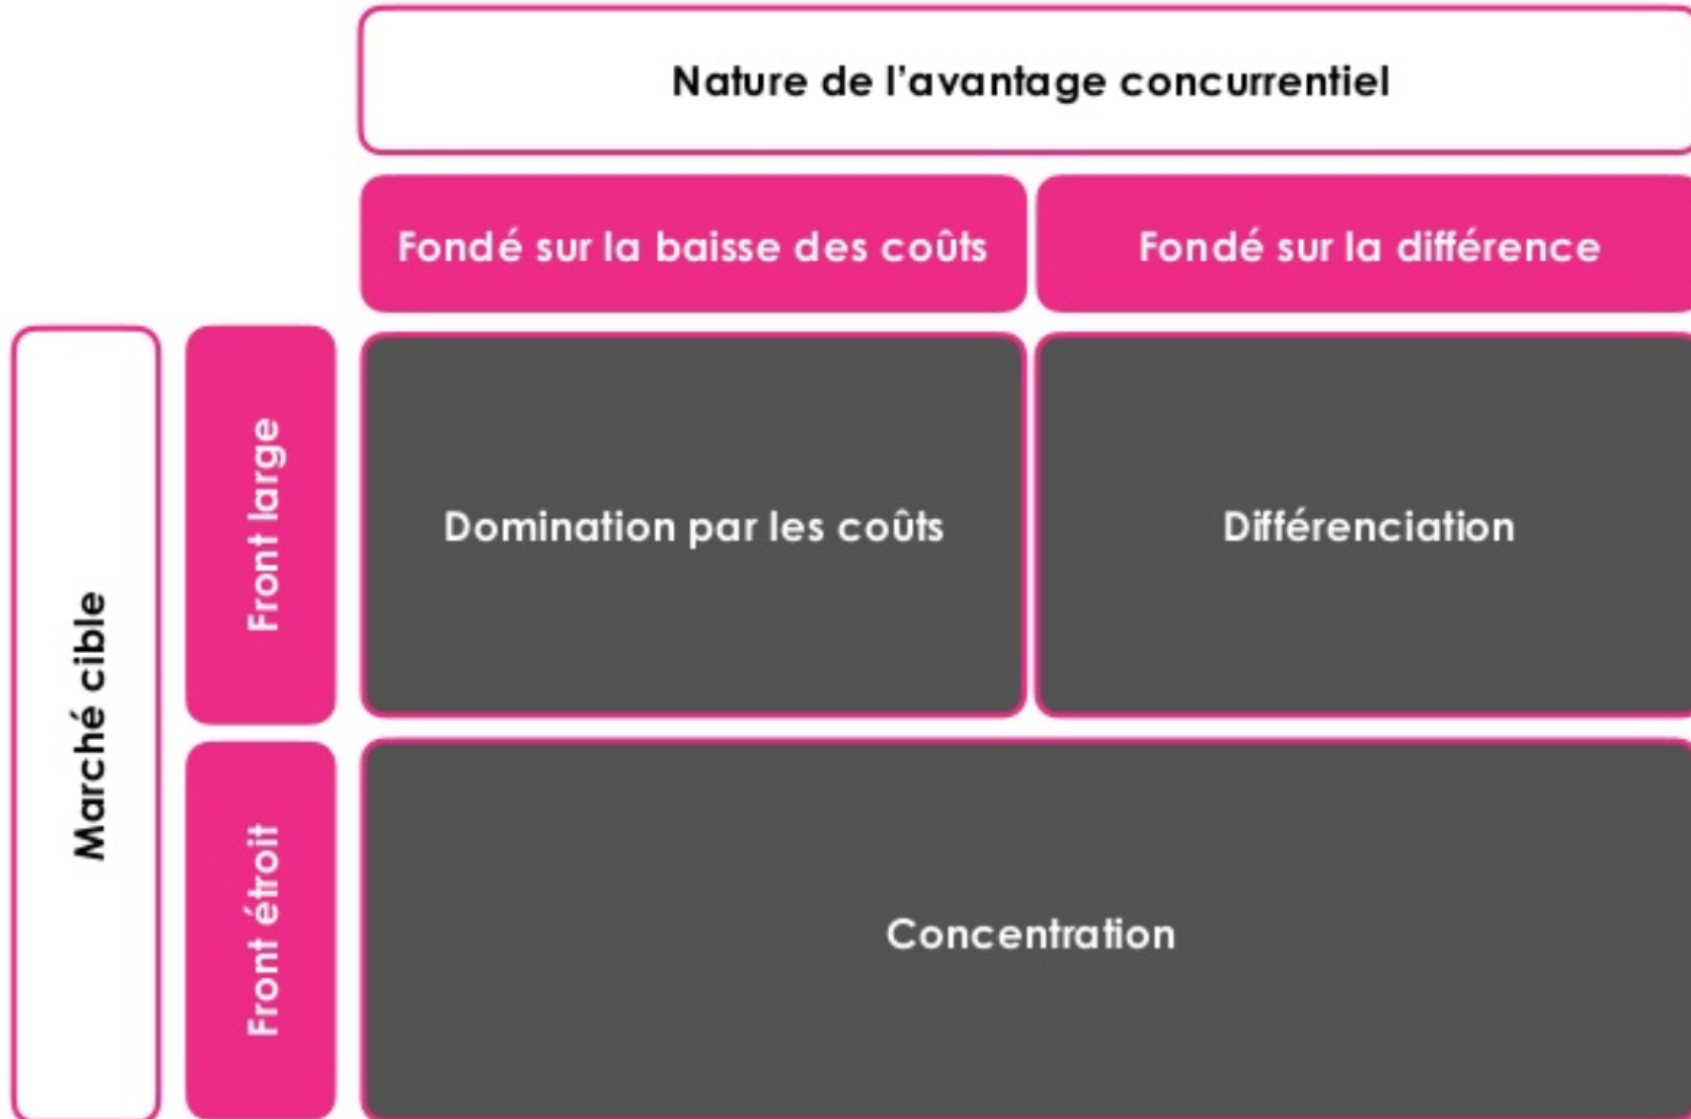 Nature de l’avantage concurrentiel
Fondé sur la baisse des coûts
Fondé sur la différence
Marché cible
Front large
Domination par les coûts
Différenciation
Front étroit
Concentration